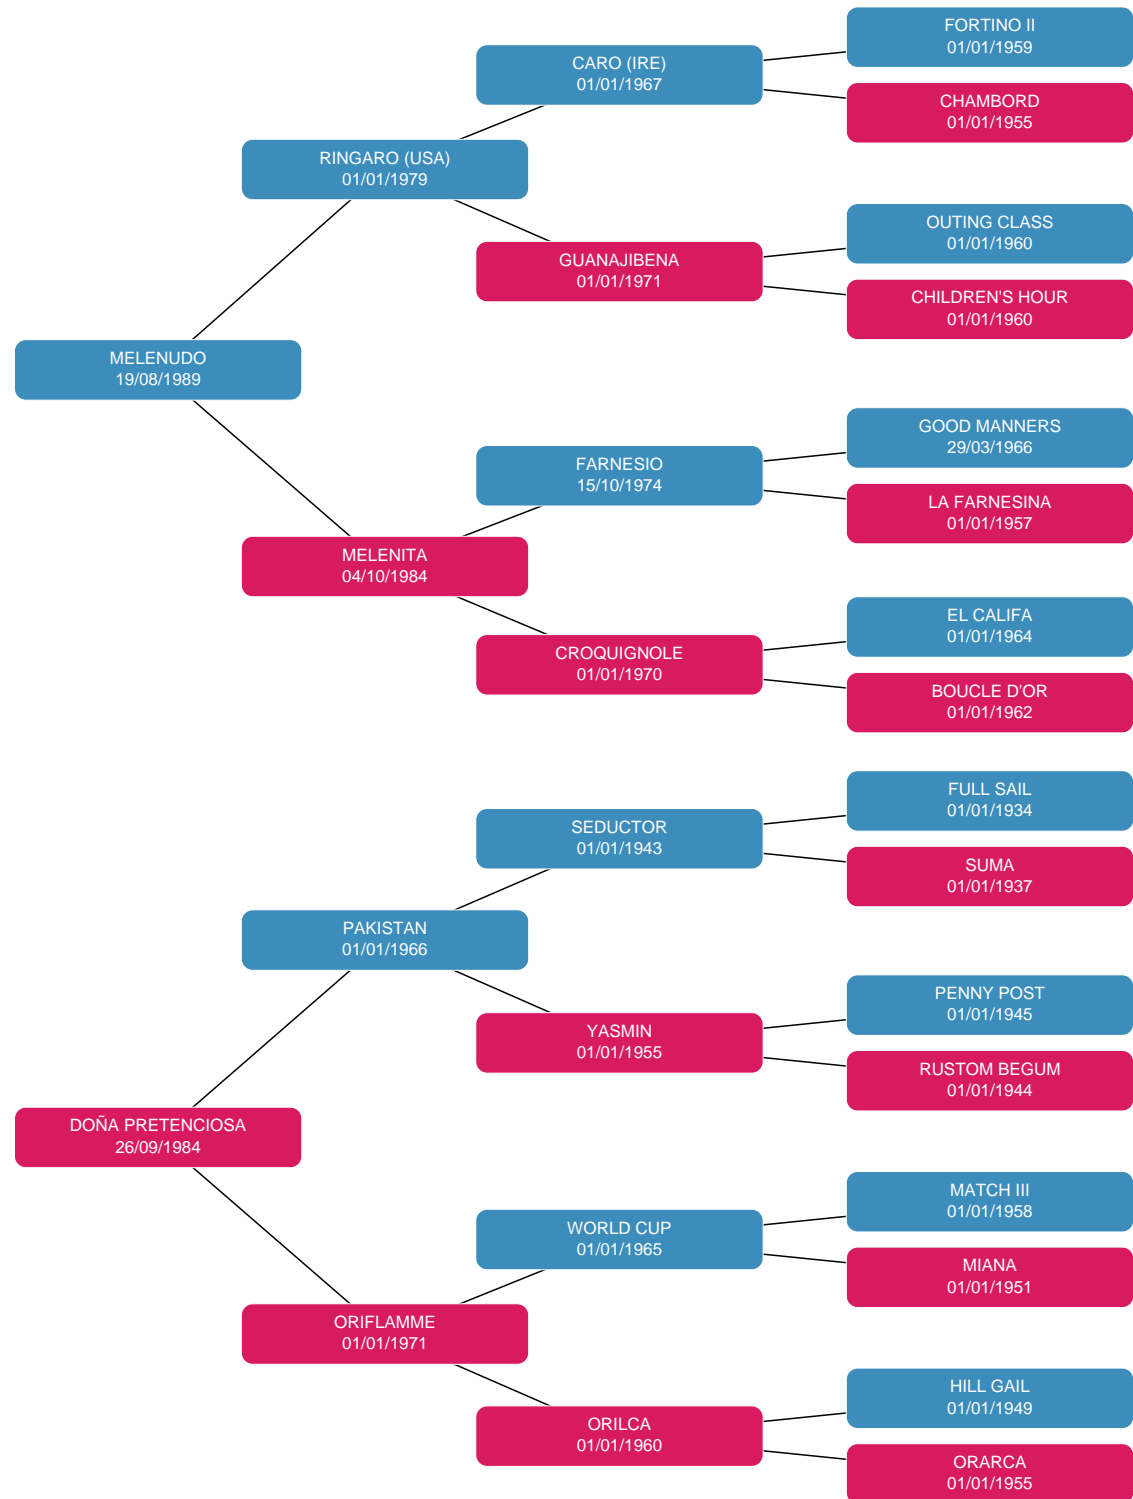 FORTINO II
01/01/1959
CARO (IRE)
01/01/1967
CHAMBORD
01/01/1955
RINGARO (USA)
01/01/1979
OUTING CLASS
01/01/1960
GUANAJIBENA
01/01/1971
CHILDREN'S HOUR
01/01/1960
MELENUDO
19/08/1989
GOOD MANNERS
29/03/1966
FARNESIO
15/10/1974
LA FARNESINA
01/01/1957
MELENITA
04/10/1984
EL CALIFA
01/01/1964
CROQUIGNOLE
01/01/1970
BOUCLE D'OR
01/01/1962
FULL SAIL
01/01/1934
SEDUCTOR
01/01/1943
SUMA
01/01/1937
PAKISTAN
01/01/1966
PENNY POST
01/01/1945
YASMIN
01/01/1955
RUSTOM BEGUM
01/01/1944
DOÑA PRETENCIOSA
26/09/1984
MATCH III
01/01/1958
WORLD CUP
01/01/1965
MIANA
01/01/1951
ORIFLAMME
01/01/1971
HILL GAIL
01/01/1949
ORILCA
01/01/1960
ORARCA
01/01/1955